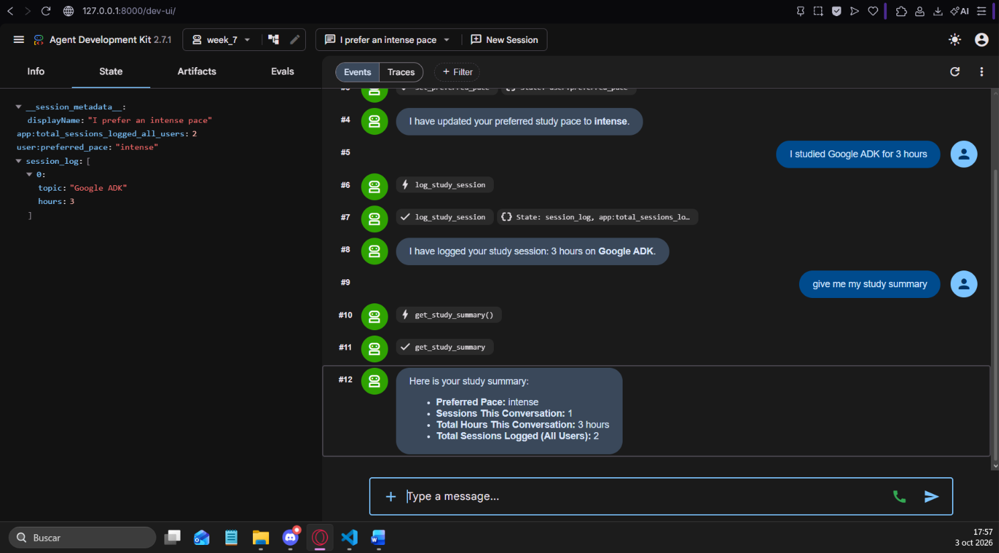 127.0.0.1:8000/dev-ui/
AI
Agent Development Kit 2.7.1
week_7
I prefer an intense pace
New Session
Info
State
Artifacts
Evals
Events
Traces
+ Filter
__session_metadata__:
displayName: "I prefer an intense pace"
app:total_sessions_logged_all_users: 2
user:preferred_pace: "intense"
session_log: [
0:
topic: "Google ADK"
hours: 3
]
#3
set_preferred_pace
State: user:preferred_pace
#4
I have updated your preferred study pace to intense.
#5
I studied Google ADK for 3 hours
#6
log_study_session
#7
log_study_session
{} State: session_log, app:total_sessions_lo…
#8
I have logged your study session: 3 hours on Google ADK.
#9
give me my study summary
#10
get_study_summary()
#11
get_study_summary
#12
Here is your study summary:
• Preferred Pace: intense
• Sessions This Conversation: 1
• Total Hours This Conversation: 3 hours
• Total Sessions Logged (All Users): 2
Type a message...
Buscar
17:57
3 oct 2026